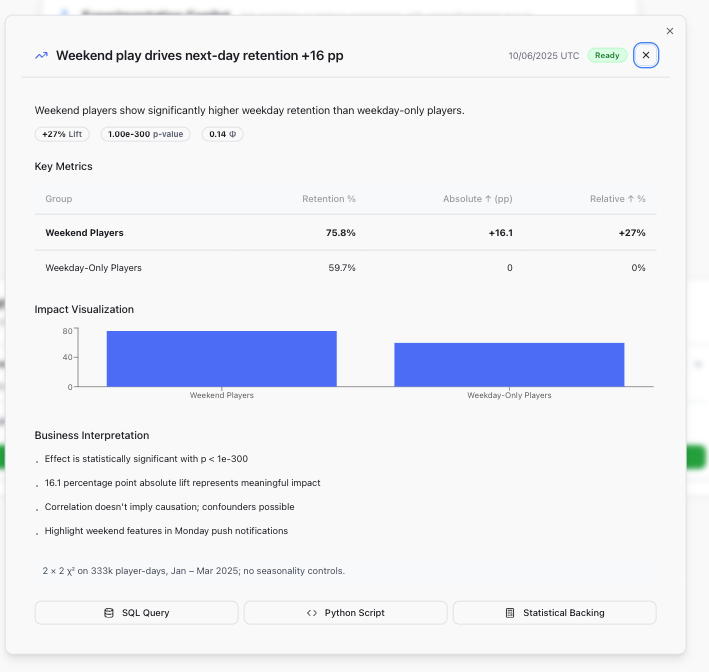 Weekend play drives next-day retention +16 pp
10/06/2025 UTC
Ready
Weekend players show significantly higher weekday retention than weekday-only players.
+27% Lift
1.00e-300 p-value
0.14 Φ
Key Metrics
Group Retention % Absolute ↑ (pp) Relative ↑ %
Weekend Players 75.8% +16.1 +27%
Weekday-Only Players 59.7% 0 0%
Impact Visualization
80
40
0
Weekend Players Weekday-Only Players
Business Interpretation
. Effect is statistically significant with p < 1e-300
. 16.1 percentage point absolute lift represents meaningful impact
. Correlation doesn't imply causation; confounders possible
. Highlight weekend features in Monday push notifications
2 × 2 χ² on 333k player-days, Jan – Mar 2025; no seasonality controls.
SQL Query
Python Script
Statistical Backing